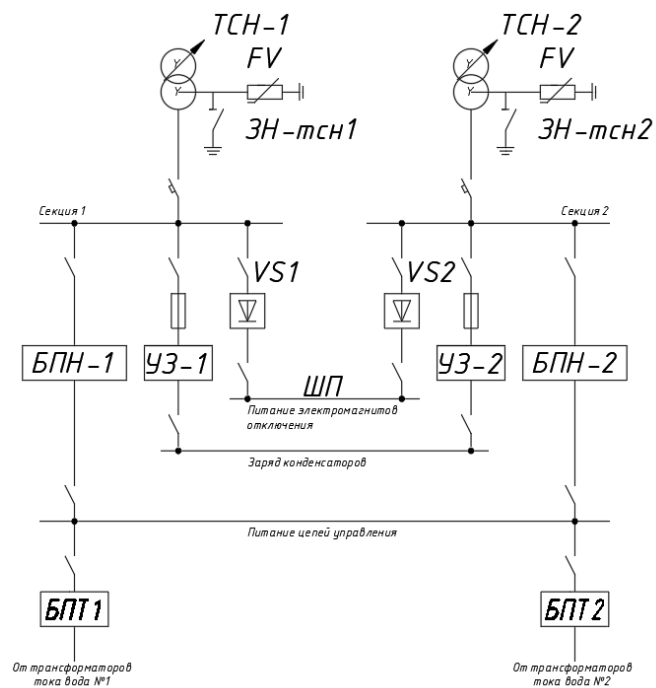 ТСН-1
ТСН-2
FV
FV
Y
Y
Y
Y
ЗН-тсн1
ЗН-тсн2
Секция 1
Секция 2
VS1
VS2
БПН-1
УЗ-1
УЗ-2
БПН-2
ШП
Питание электромагнитов
отключения
Заряд конденсаторов
Питание цепей управления
БПТ1
БПТ2
От трансформаторов
тока вода №1
От трансформаторов
тока вода №2